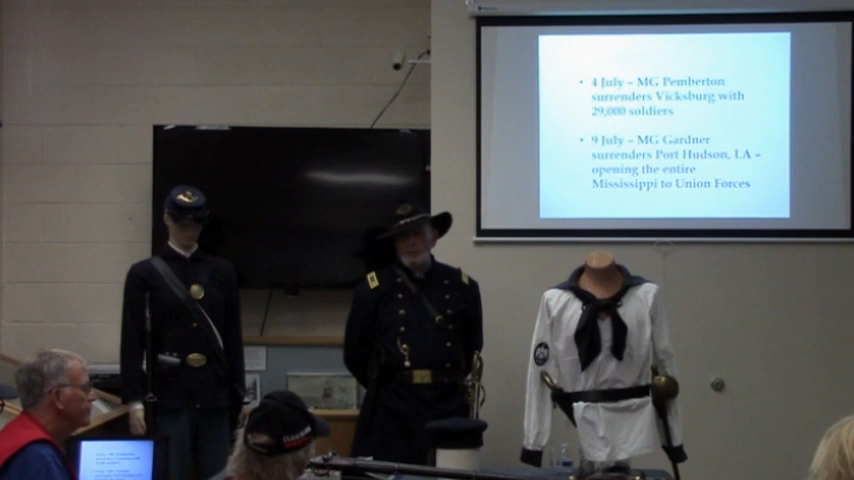 • 4 July – MG Pemberton
surrenders Vicksburg with
29,000 soldiers
• 9 July – MG Gardner
surrenders Port Hudson, LA –
opening the entire
Mississippi to Union Forces